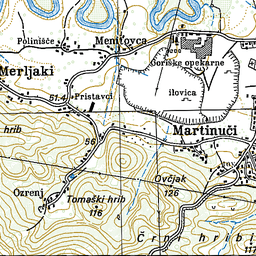 Polinišče
Mentovca
Goriške opekarne
Merljaki
ilovica
51.4
Pristavci
hrib
56
Martinuči
Ovčjak
126
Ozrenj
Tomaški hrib
116
Črni hribi